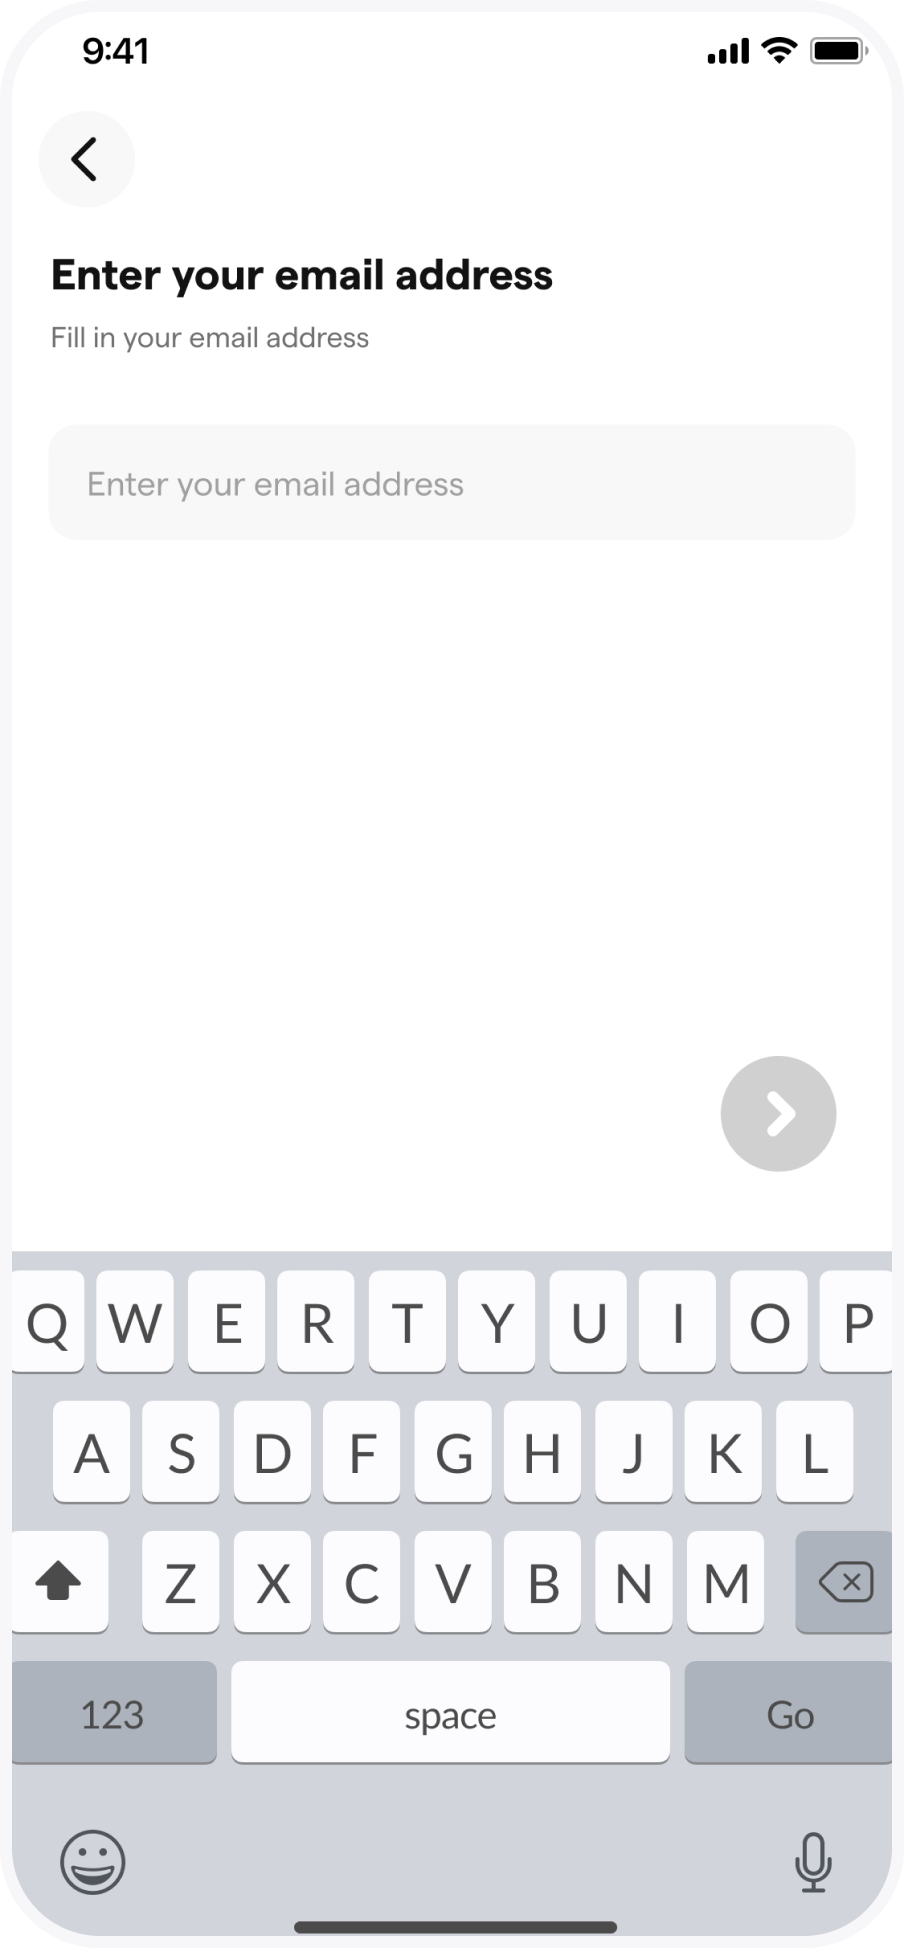 9:41
Enter your email address
Fill in your email address
Enter your email address
Q W E R T Y U I O P
A S D F G H J K L
Z X C V B N M
123 space Go